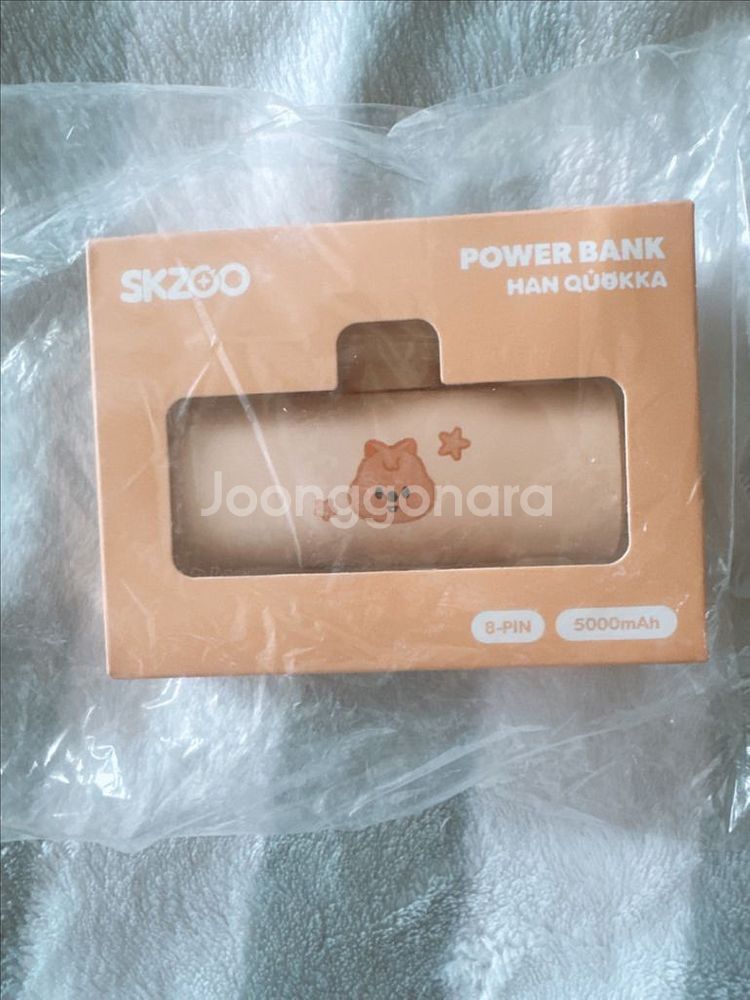 SKZOO
POWER BANK
HAN QUOKKA
Joonggonara
8-PIN
5000mAh